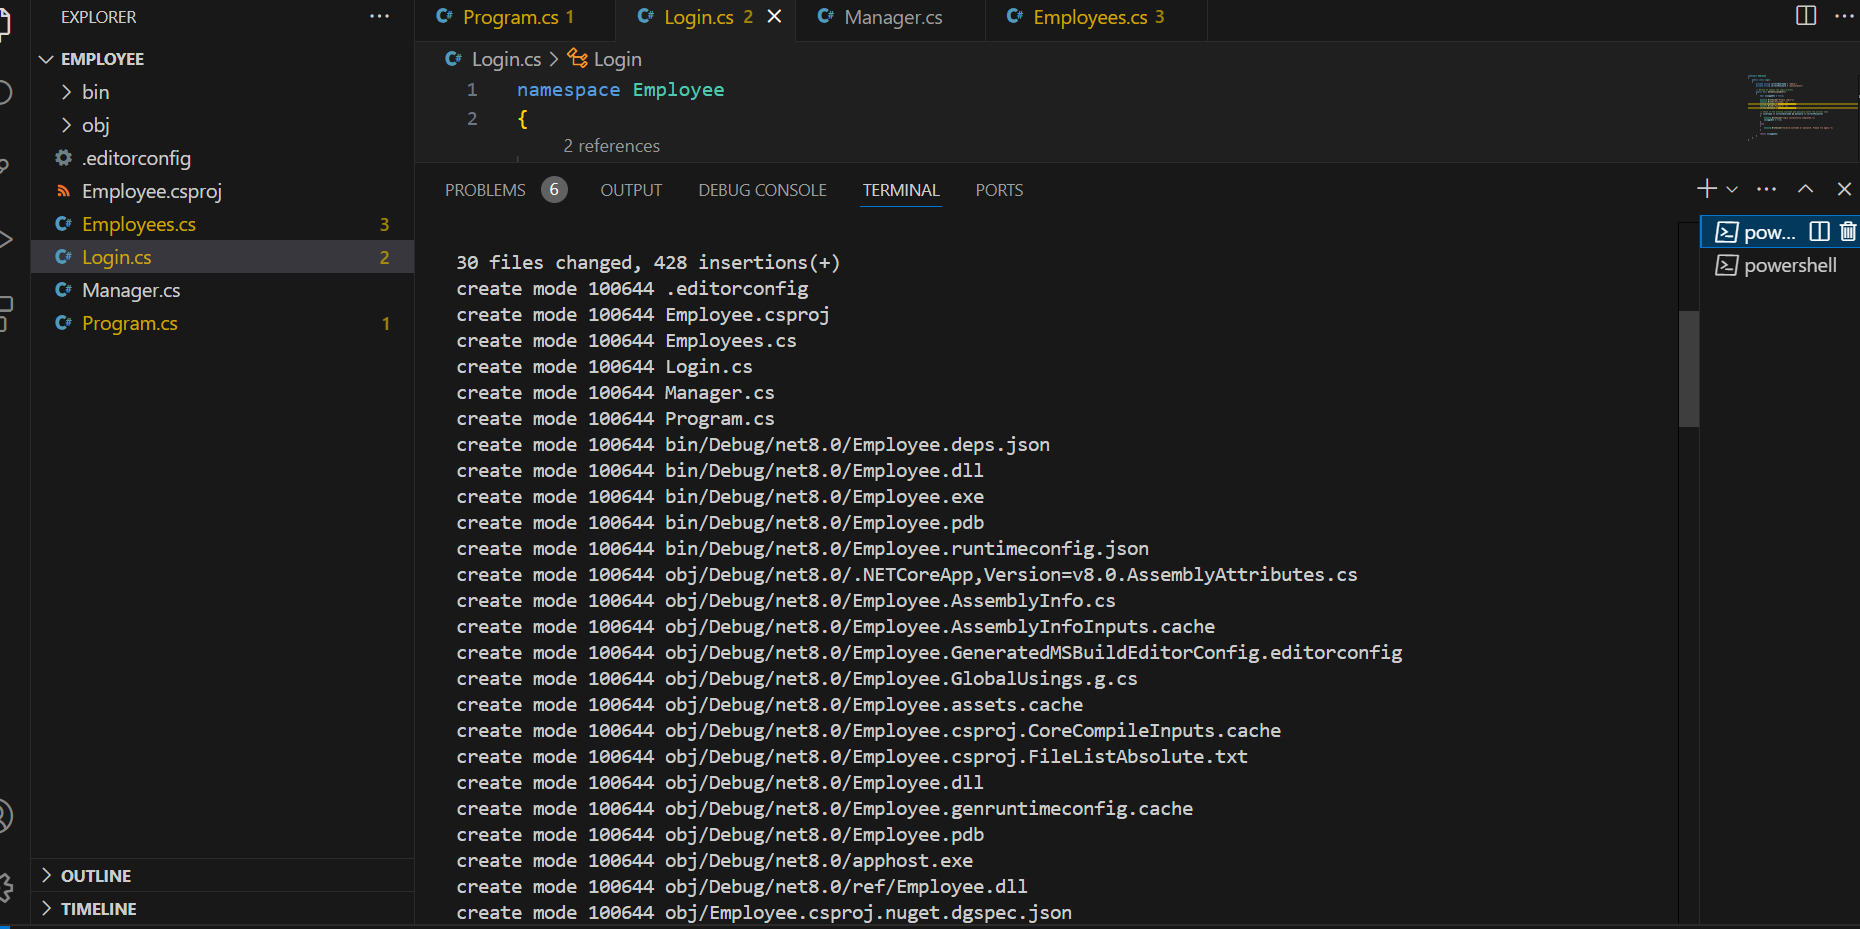 EXPLORER
EMPLOYEE
bin
obj
.editorconfig
Employee.csproj
Employees.cs 3
Login.cs 2
Manager.cs
Program.cs 1
OUTLINE
TIMELINE
Program.cs 1 Login.cs 2 Manager.cs Employees.cs 3
Login.cs > Login
1 namespace Employee
2 {
2 references
PROBLEMS 6 OUTPUT DEBUG CONSOLE TERMINAL PORTS
30 files changed, 428 insertions(+)
create mode 100644 .editorconfig
create mode 100644 Employee.csproj
create mode 100644 Employees.cs
create mode 100644 Login.cs
create mode 100644 Manager.cs
create mode 100644 Program.cs
create mode 100644 bin/Debug/net8.0/Employee.deps.json
create mode 100644 bin/Debug/net8.0/Employee.dll
create mode 100644 bin/Debug/net8.0/Employee.exe
create mode 100644 bin/Debug/net8.0/Employee.pdb
create mode 100644 bin/Debug/net8.0/Employee.runtimeconfig.json
create mode 100644 obj/Debug/net8.0/.NETCoreApp,Version=v8.0.AssemblyAttributes.cs
create mode 100644 obj/Debug/net8.0/Employee.AssemblyInfo.cs
create mode 100644 obj/Debug/net8.0/Employee.AssemblyInfoInputs.cache
create mode 100644 obj/Debug/net8.0/Employee.GeneratedMSBuildEditorConfig.editorconfig
create mode 100644 obj/Debug/net8.0/Employee.GlobalUsings.g.cs
create mode 100644 obj/Debug/net8.0/Employee.assets.cache
create mode 100644 obj/Debug/net8.0/Employee.csproj.CoreCompileInputs.cache
create mode 100644 obj/Debug/net8.0/Employee.csproj.FileListAbsolute.txt
create mode 100644 obj/Debug/net8.0/Employee.dll
create mode 100644 obj/Debug/net8.0/Employee.genruntimeconfig.cache
create mode 100644 obj/Debug/net8.0/Employee.pdb
create mode 100644 obj/Debug/net8.0/apphost.exe
create mode 100644 obj/Debug/net8.0/ref/Employee.dll
create mode 100644 obj/Employee.csproj.nuget.dgspec.json
pow...
powershell